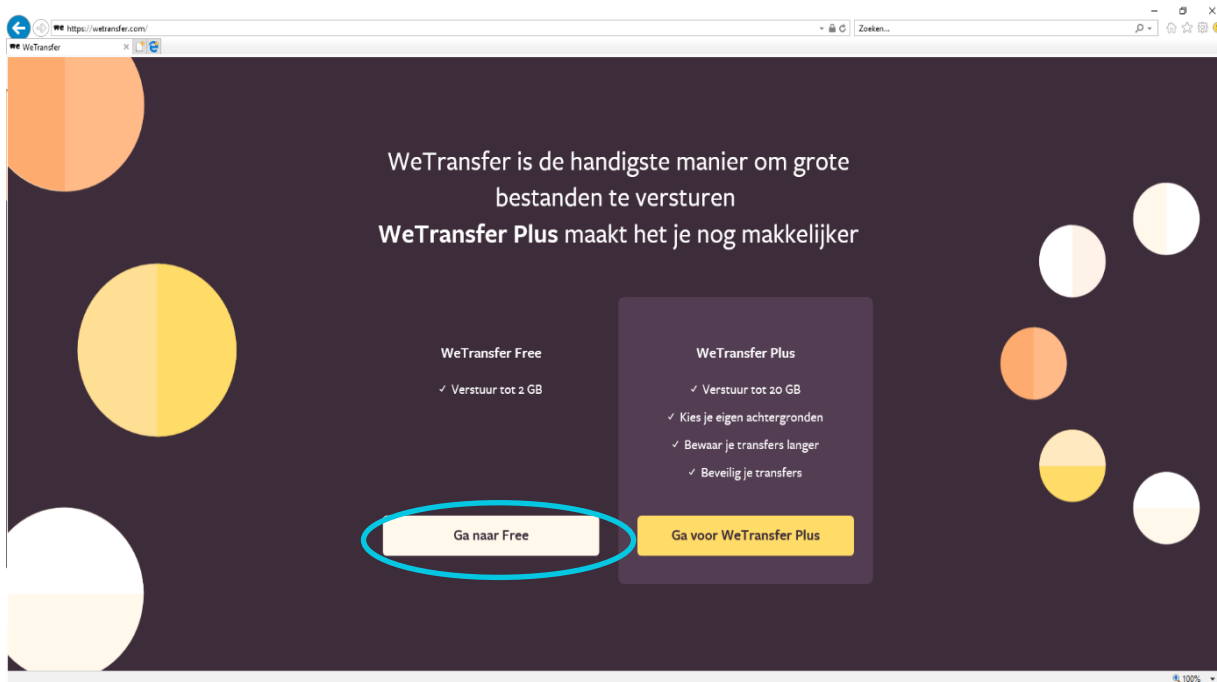 we https://wetransfer.com/
Zoeken...
we WeTransfer
WeTransfer is de handigste manier om grote
bestanden te versturen
WeTransfer Plus maakt het je nog makkelijker
WeTransfer Free
✓ Verstuur tot 2 GB
Ga naar Free
WeTransfer Plus
✓ Verstuur tot 20 GB
✓ Kies je eigen achtergronden
✓ Bewaar je transfers langer
✓ Beveilig je transfers
Ga voor WeTransfer Plus
100%